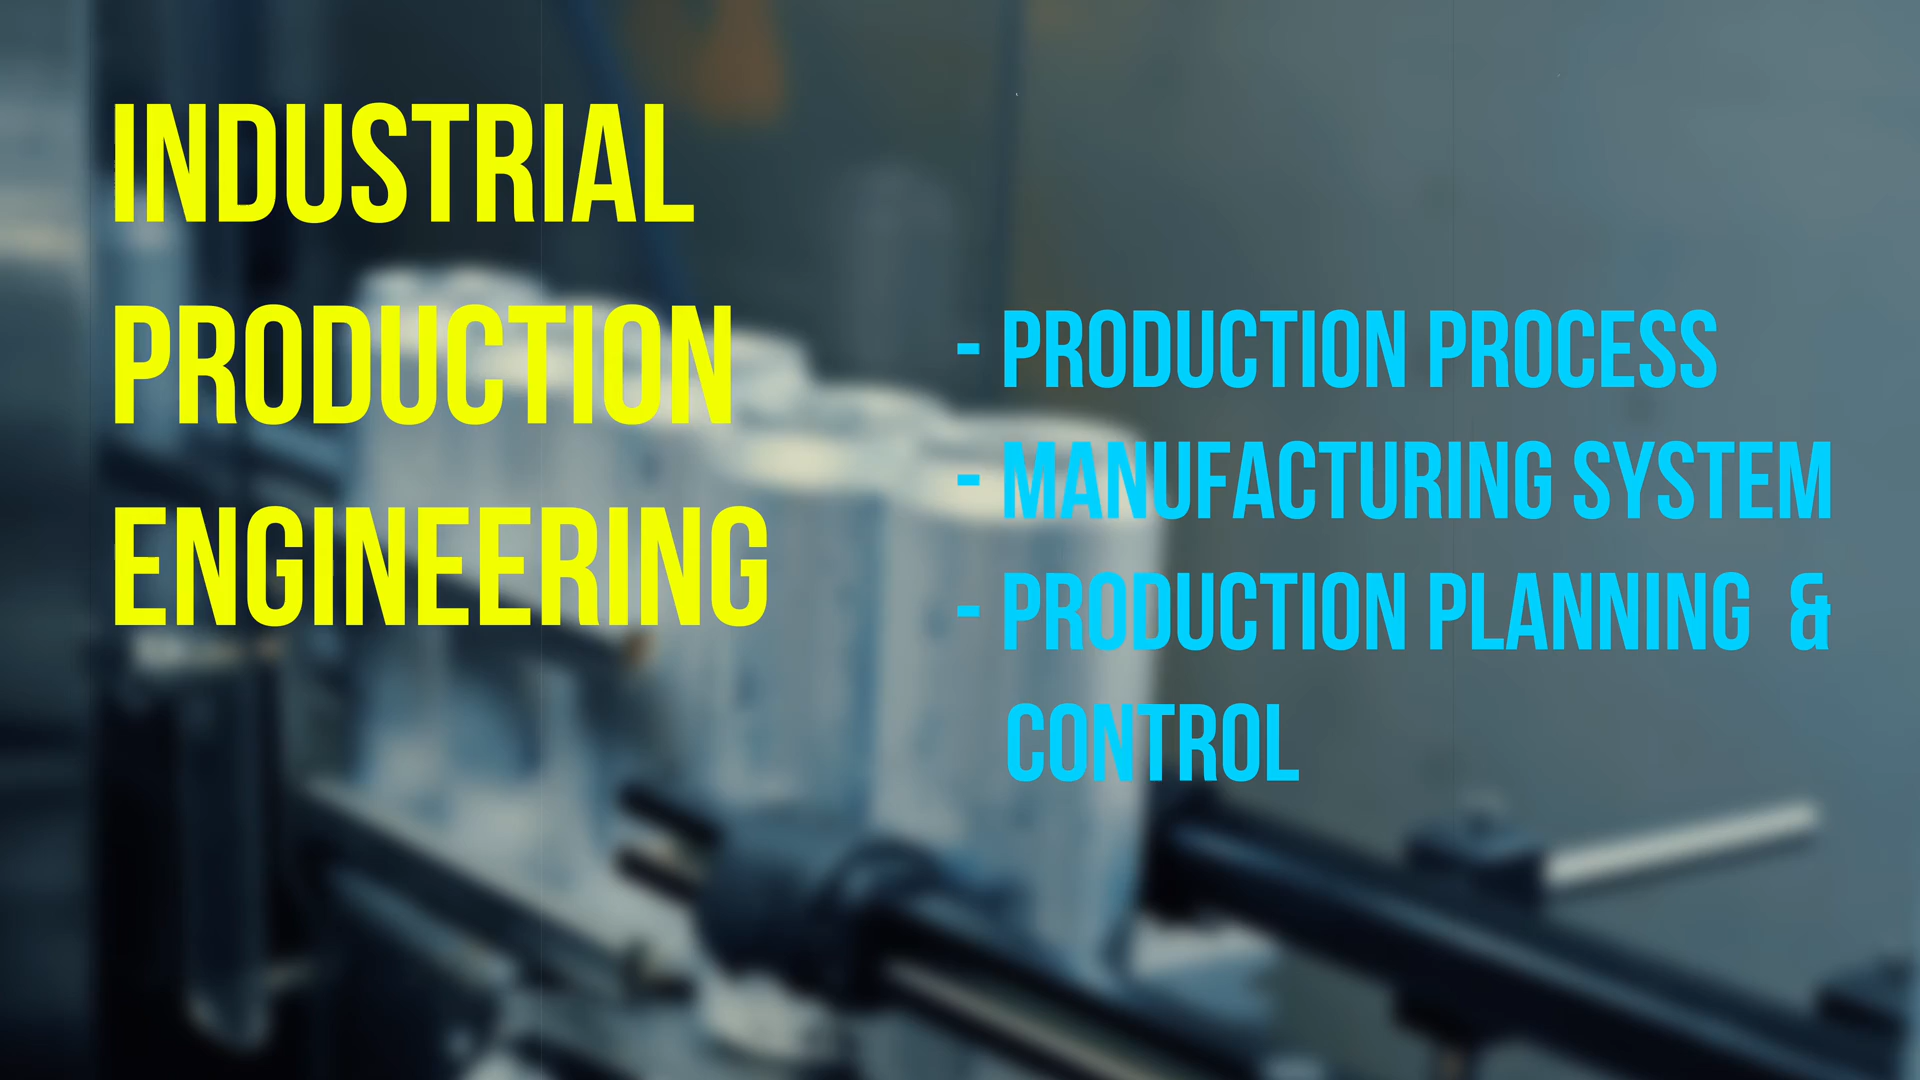 INDUSTRIAL
PRODUCTION
ENGINEERING
- PRODUCTION PROCESS
- MANUFACTURING SYSTEM
- PRODUCTION PLANNING &
CONTROL